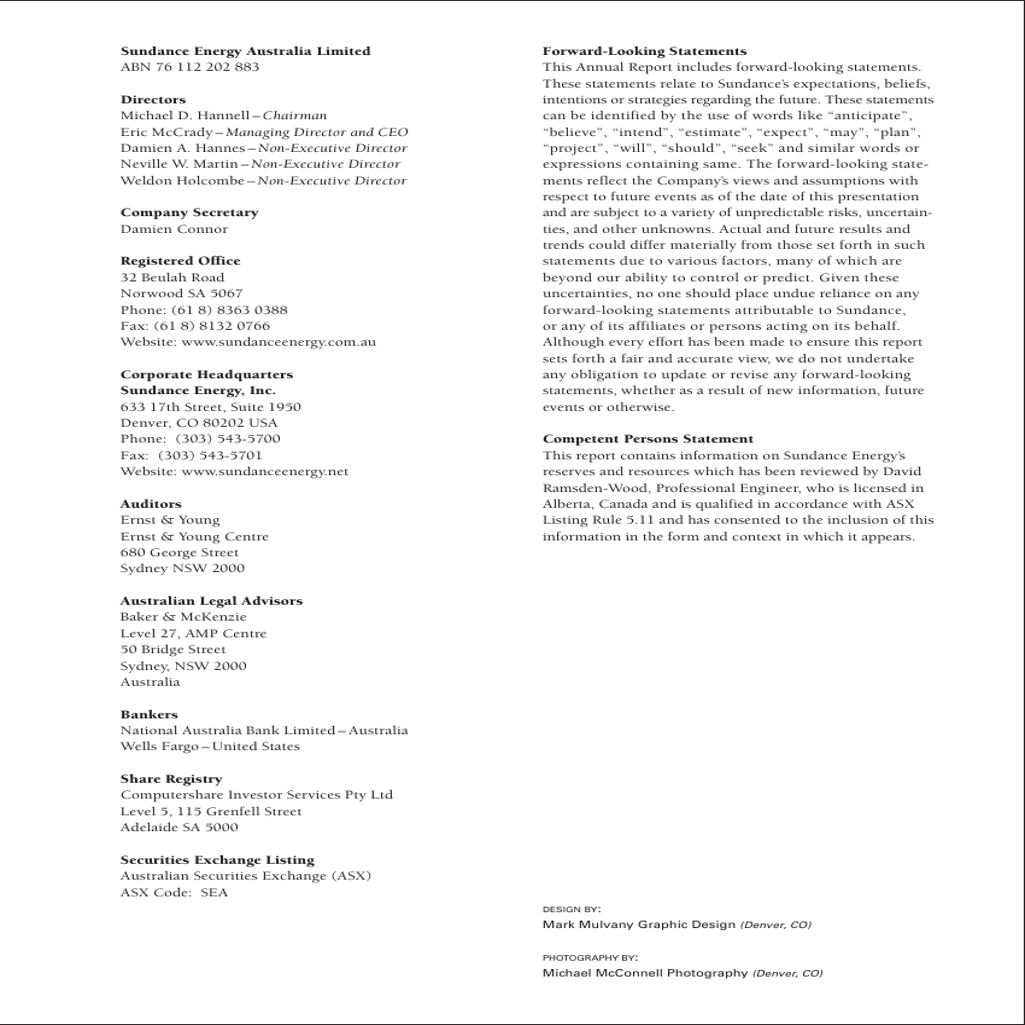 Sundance Energy Australia Limited
ABN 76 112 202 883
Directors
Michael D. Hannell – Chairman
Eric McCrady – Managing Director and CEO
Damien A. Hannes – Non-Executive Director
Neville W. Martin – Non-Executive Director
Weldon Holcombe – Non-Executive Director
Company Secretary
Damien Connor
Registered Office
32 Beulah Road
Norwood SA 5067
Phone: (61 8) 8363 0388
Fax: (61 8) 8132 0766
Website: www.sundanceenergy.com.au
Corporate Headquarters
Sundance Energy, Inc.
633 17th Street, Suite 1950
Denver, CO 80202 USA
Phone:  (303) 543-5700
Fax:  (303) 543-5701
Website: www.sundanceenergy.net
Auditors
Ernst & Young
Ernst & Young Centre
680 George Street
Sydney NSW 2000
Australian Legal Advisors
Baker & McKenzie
Level 27, AMP Centre
50 Bridge Street
Sydney, NSW 2000
Australia
Bankers
National Australia Bank Limited – Australia
Wells Fargo – United States
Share Registry
Computershare Investor Services Pty Ltd
Level 5, 115 Grenfell Street
Adelaide SA 5000
Securities Exchange Listing
Australian Securities Exchange (ASX)
ASX Code:  SEA
Forward-Looking Statements
This Annual Report includes forward-looking statements.
These statements relate to Sundance’s expectations, beliefs,
intentions or strategies regarding the future. These statements
can be identified by the use of words like “anticipate”,
“believe”, “intend”, “estimate”, “expect”, “may”, “plan”,
“project”, “will”, “should”, “seek” and similar words or
expressions containing same. The forward-looking state-
ments reflect the Company’s views and assumptions with
respect to future events as of the date of this presentation
and are subject to a variety of unpredictable risks, uncertain-
ties, and other unknowns. Actual and future results and
trends could differ materially from those set forth in such
statements due to various factors, many of which are
beyond our ability to control or predict. Given these
uncertainties, no one should place undue reliance on any
forward-looking statements attributable to Sundance,
or any of its affiliates or persons acting on its behalf.
Although every effort has been made to ensure this report
sets forth a fair and accurate view, we do not undertake
any obligation to update or revise any forward-looking
statements, whether as a result of new information, future
events or otherwise.
Competent Persons Statement
This report contains information on Sundance Energy’s
reserves and resources which has been reviewed by David
Ramsden-Wood, Professional Engineer, who is licensed in
Alberta, Canada and is qualified in accordance with ASX
Listing Rule 5.11 and has consented to the inclusion of this
information in the form and context in which it appears.
DESIGN BY:
Mark Mulvany Graphic Design (Denver, CO)
PHOTOGRAPHY BY:
Michael McConnell Photography (Denver, CO)